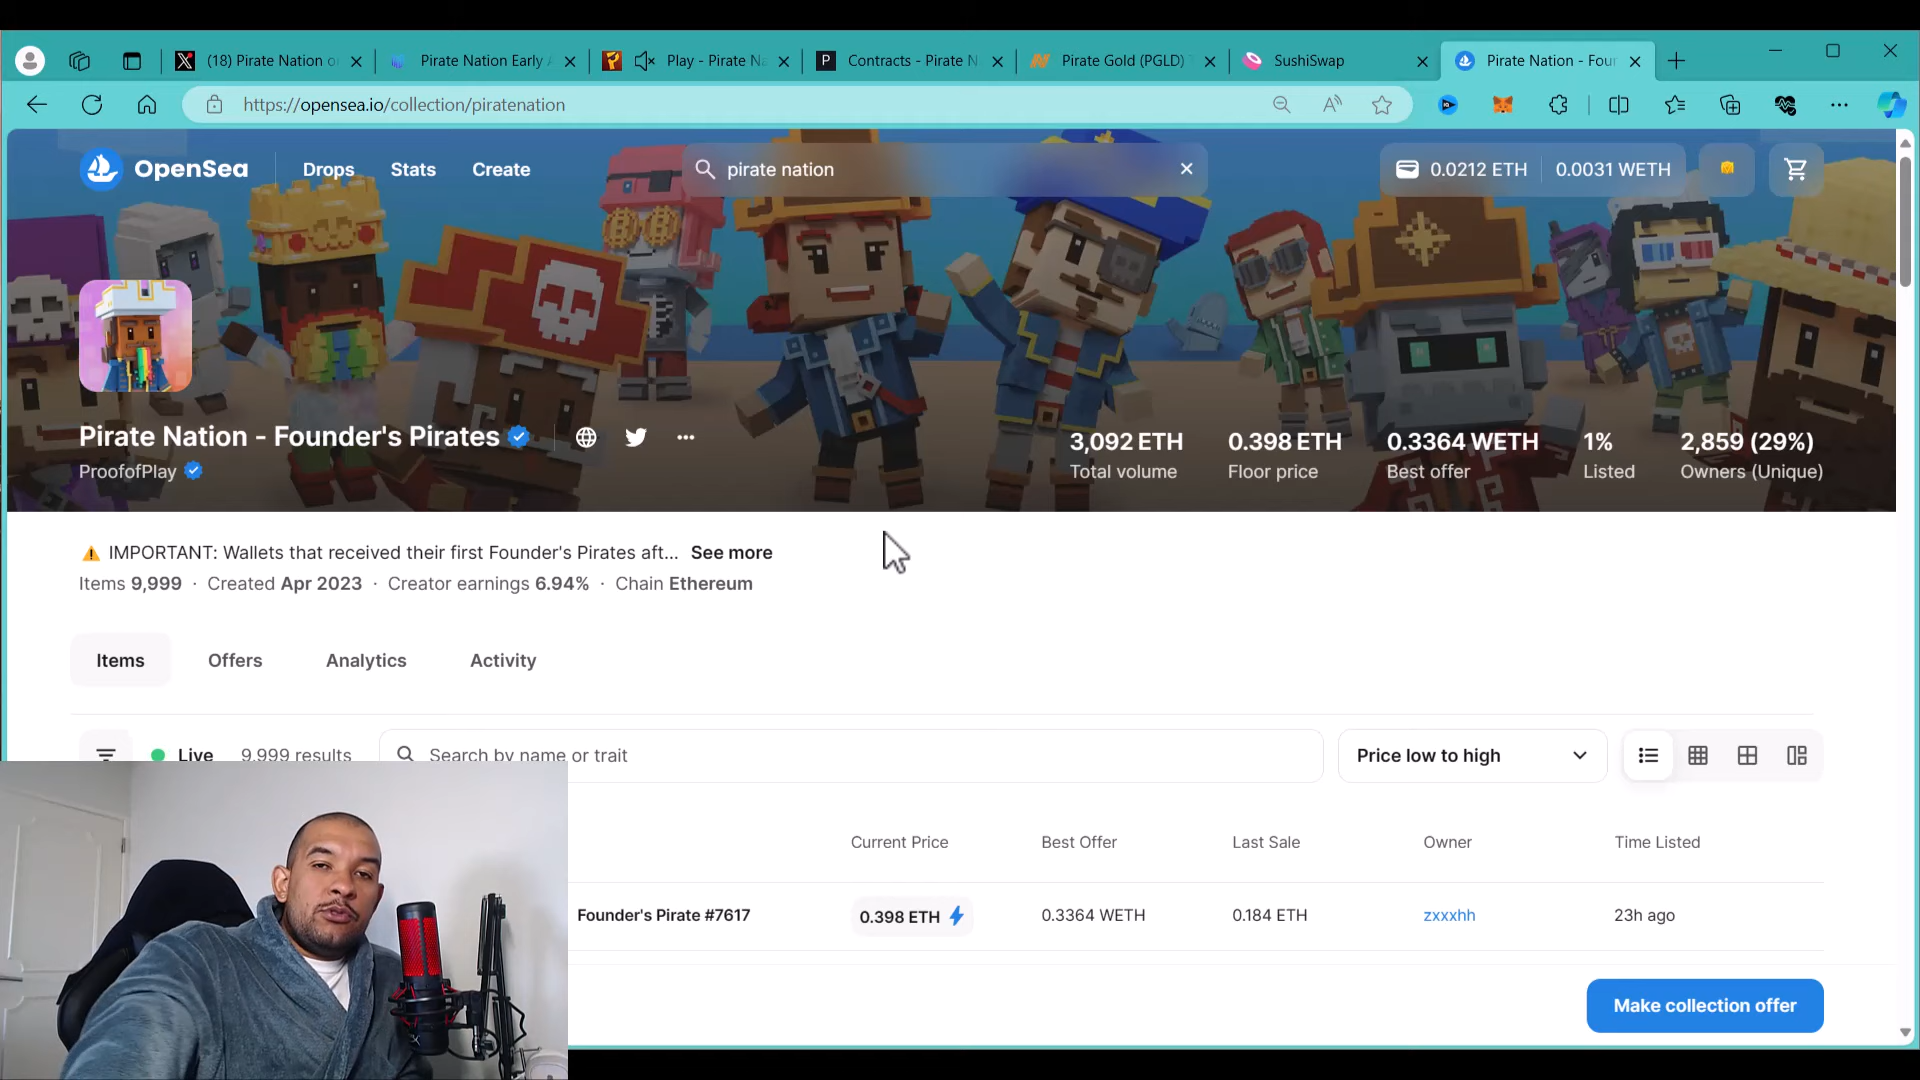 (18) Pirate Nation o
Pirate Nation Early A
Play - Pirate Na
Contracts - Pirate N
Pirate Gold (PGLD) T
SushiSwap
Pirate Nation - Four
https://opensea.io/collection/piratenation
OpenSea
Drops
Stats
Create
pirate nation
0.0212 ETH
0.0031 WETH
Pirate Nation - Founder's Pirates
ProofofPlay
3,092 ETH
Total volume
0.398 ETH
Floor price
0.3364 WETH
Best offer
1%
Listed
2,859 (29%)
Owners (Unique)
IMPORTANT: Wallets that received their first Founder's Pirates aft... See more
Items 9,999 · Created Apr 2023 · Creator earnings 6.94% · Chain Ethereum
Items
Offers
Analytics
Activity
Live
9,999 results
Search by name or trait
Price low to high
Current Price
Best Offer
Last Sale
Owner
Time Listed
Founder's Pirate #7617
0.398 ETH
0.3364 WETH
0.184 ETH
zxxxhh
23h ago
Make collection offer